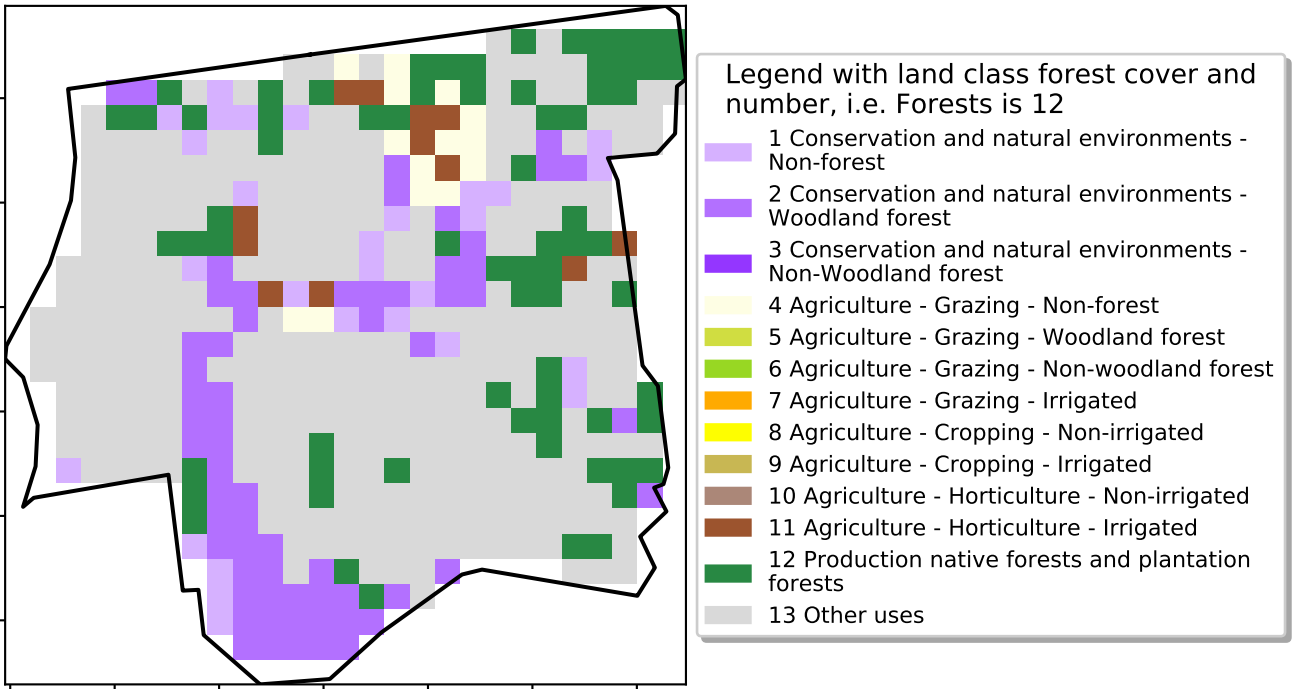 Legend with land class forest cover and
number, i.e. Forests is 12
1 Conservation and natural environments -
Non-forest
2 Conservation and natural environments -
Woodland forest
3 Conservation and natural environments -
Non-Woodland forest
4 Agriculture - Grazing - Non-forest
5 Agriculture - Grazing - Woodland forest
6 Agriculture - Grazing - Non-woodland forest
7 Agriculture - Grazing - Irrigated
8 Agriculture - Cropping - Non-irrigated
9 Agriculture - Cropping - Irrigated
10 Agriculture - Horticulture - Non-irrigated
11 Agriculture - Horticulture - Irrigated
12 Production native forests and plantation
forests
13 Other uses